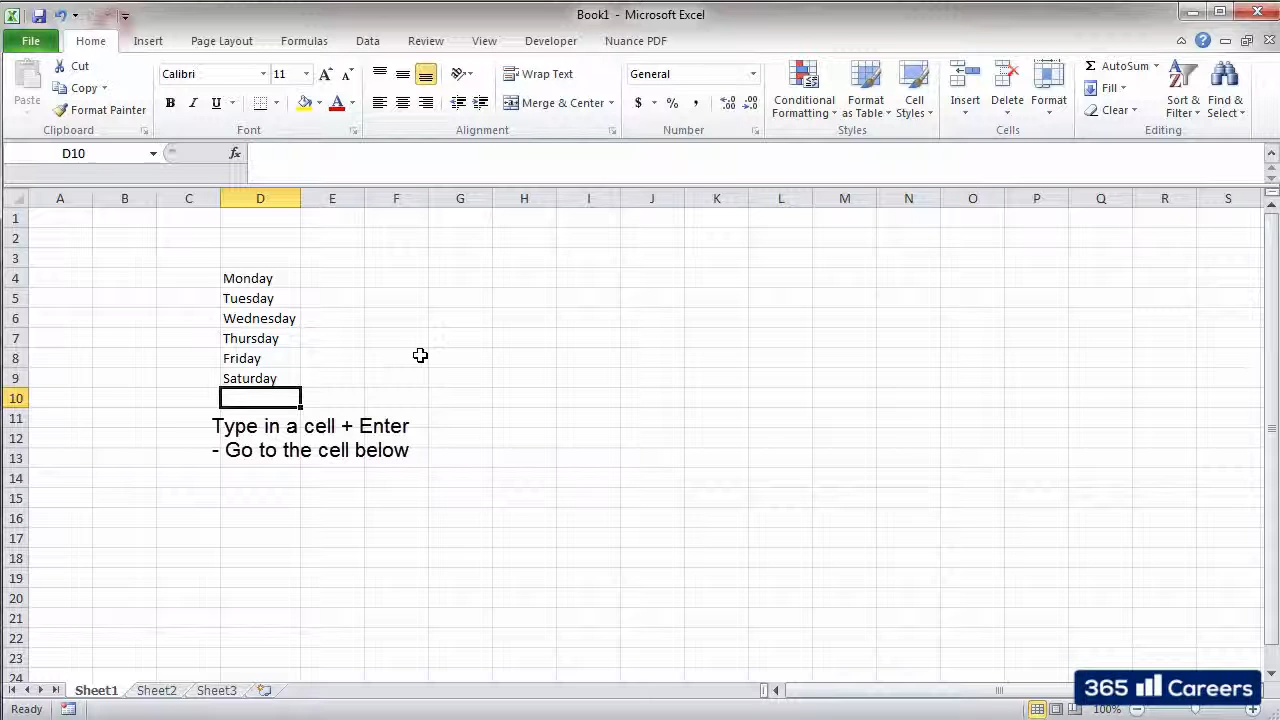 Book1 - Microsoft Excel
File Home Insert Page Layout Formulas Data Review View Developer Nuance PDF
Paste
Cut
Copy
Format Painter
Clipboard
Calibri 11
B I U
Font
Wrap Text
Merge & Center
Alignment
General
$ % ,
Number
Conditional Formatting
Format as Table
Cell Styles
Styles
Insert Delete Format
Cells
Σ AutoSum
Fill
Clear
Sort & Filter
Find & Select
Editing
D10 fx
A B C D E F G H I J K L M N O P Q R S
1
2
3
4 Monday
5 Tuesday
6 Wednesday
7 Thursday
8 Friday
9 Saturday
10
11 Type in a cell + Enter
12
13 - Go to the cell below
14
15
16
17
18
19
20
21
22
23
24
Sheet1 Sheet2 Sheet3
365 Careers
Ready 100%